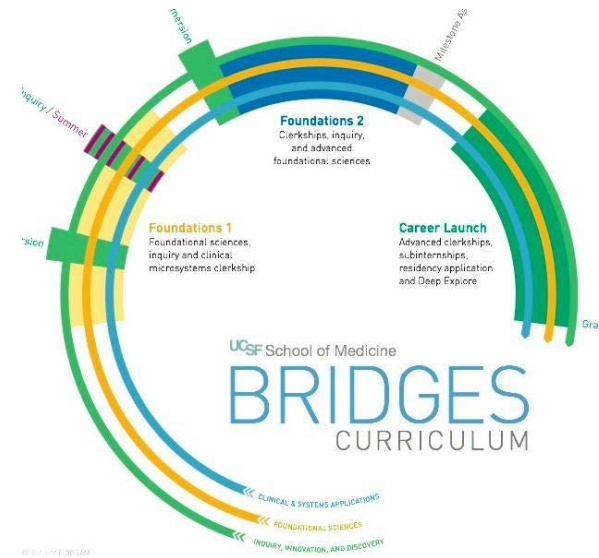 mersion
Milestone As
nquiry / Summer
rsion
Foundations 2
Clerkships, inquiry,
and advanced
foundational sciences
Foundations 1
Foundational sciences,
inquiry and clinical
microsystems clerkship
Career Launch
Advanced clerkships,
subinternships,
residency application
and Deep Explore
Gra
UCSF School of Medicine
BRIDGES
CURRICULUM
CLINICAL & SYSTEMS APPLICATIONS
FOUNDATIONAL SCIENCES
INQUIRY, INNOVATION, AND DISCOVERY